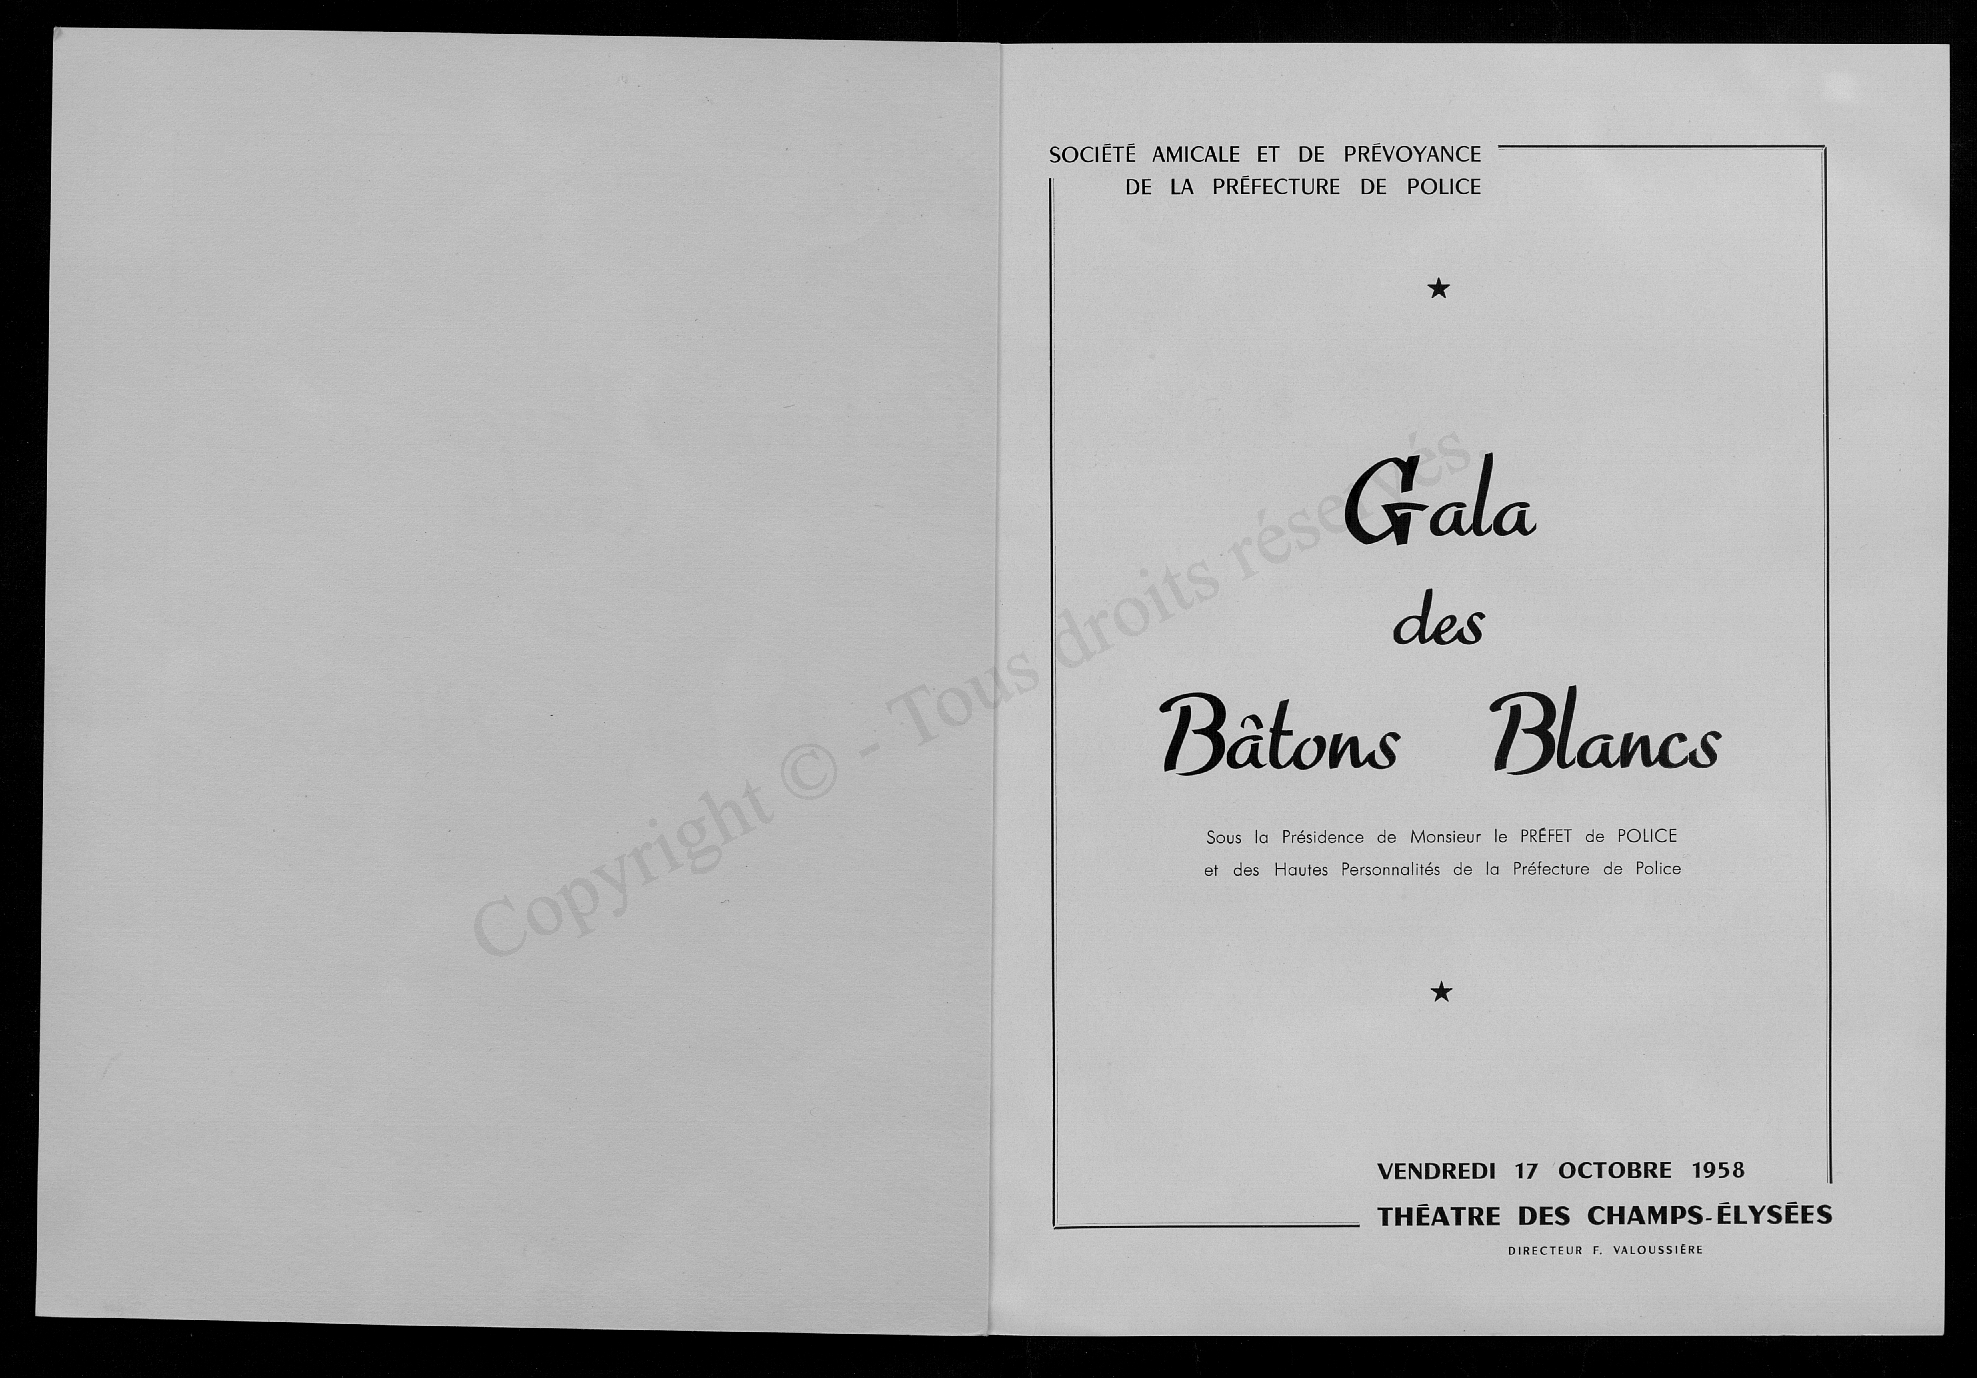 SOCIÉTÉ AMICALE ET DE PRÉVOYANCE
DE LA PRÉFECTURE DE POLICE
Gala
des
Bâtons Blancs
Sous la Présidence de Monsieur le PRÉFET de POLICE
et des Hautes Personnalités de la Préfecture de Police
VENDREDI 17 OCTOBRE 1958
THÉATRE DES CHAMPS-ÉLYSÉES
DIRECTEUR F. VALOUSSIÈRE
Copyright © - Tous droits réservés.